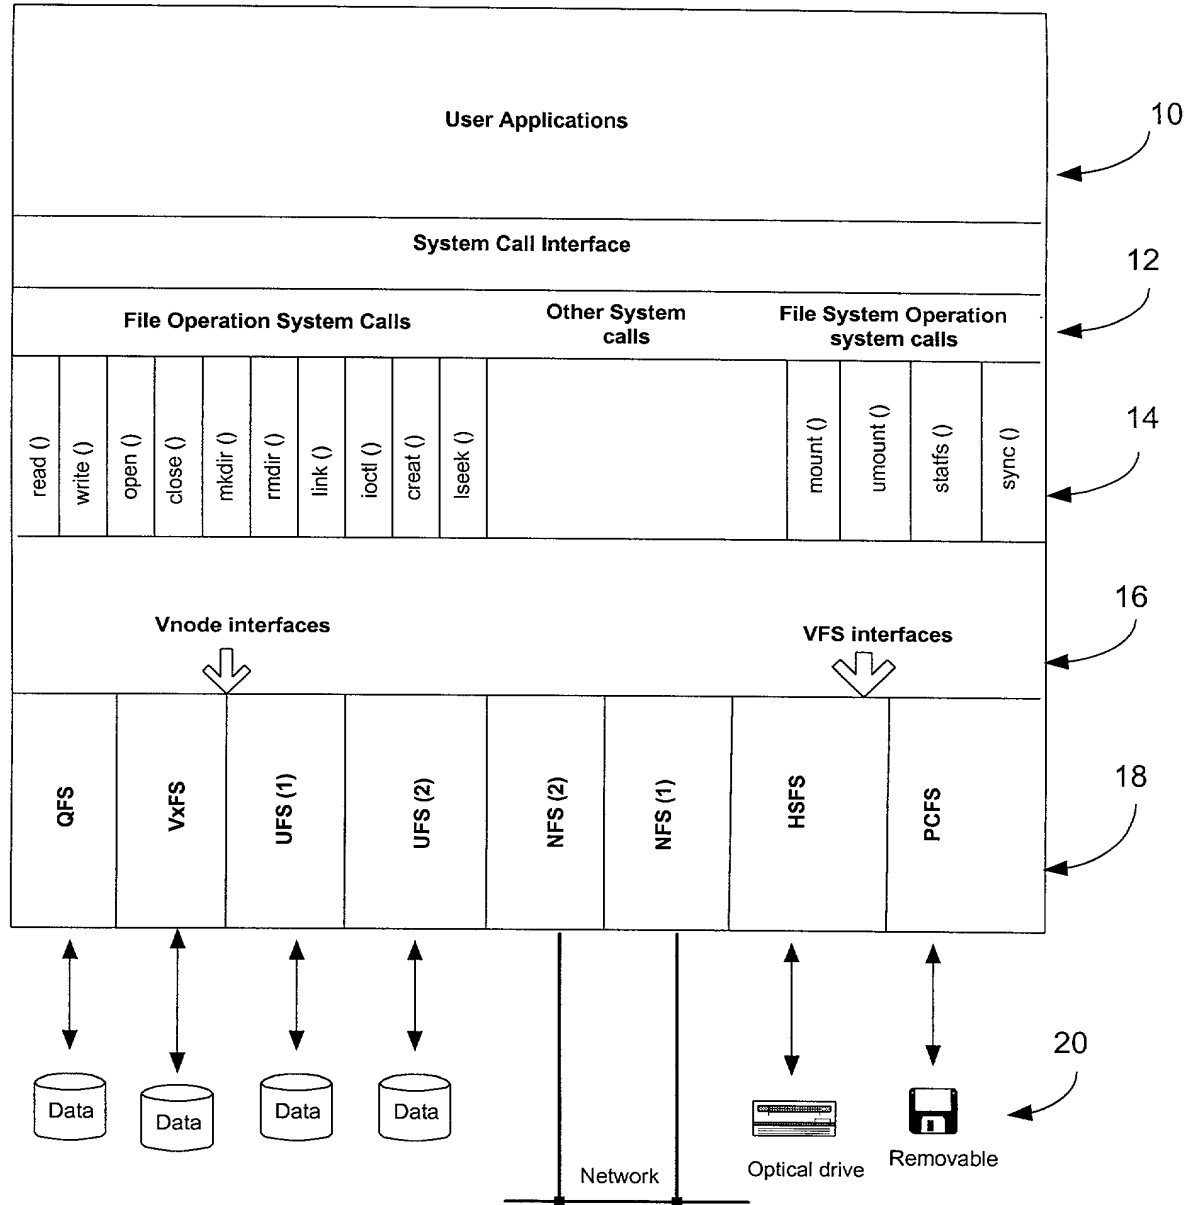 User Applications
10
System Call Interface
12
File Operation System Calls
Other System
calls
File System Operation
system calls
read ()
write ()
open ()
close ()
mkdir ()
rmdir ()
link ()
ioctl ()
creat ()
lseek ()
mount ()
umount ()
statfs ()
sync ()
14
16
Vnode interfaces
VFS interfaces
QFS
VxFS
UFS (1)
UFS (2)
NFS (2)
NFS (1)
HSFS
PCFS
18
20
Data
Data
Data
Data
Network
Optical drive
Removable